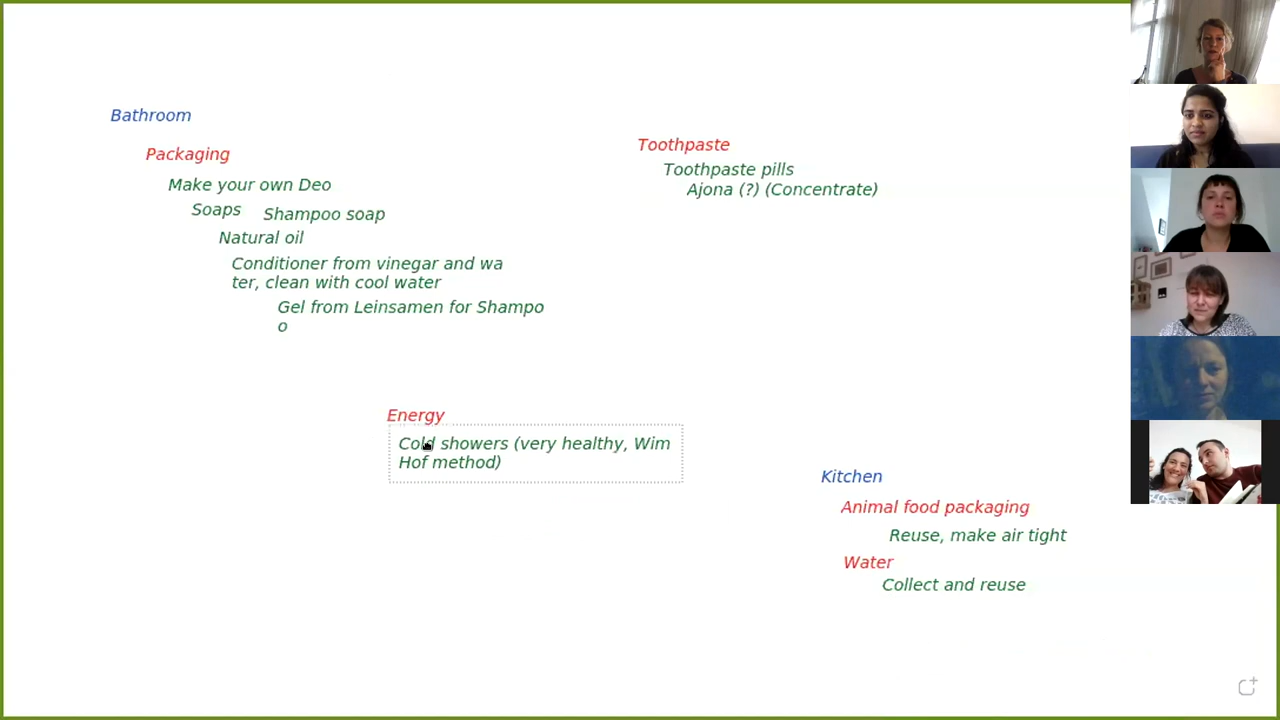 Bathroom
Packaging
Make your own Deo
Soaps
Shampoo soap
Natural oil
Conditioner from vinegar and wa
ter, clean with cool water
Gel from Leinsamen for Shampo
o
Toothpaste
Toothpaste pills
Ajona (?) (Concentrate)
Energy
Cold showers (very healthy, Wim
Hof method)
Kitchen
Animal food packaging
Reuse, make air tight
Water
Collect and reuse